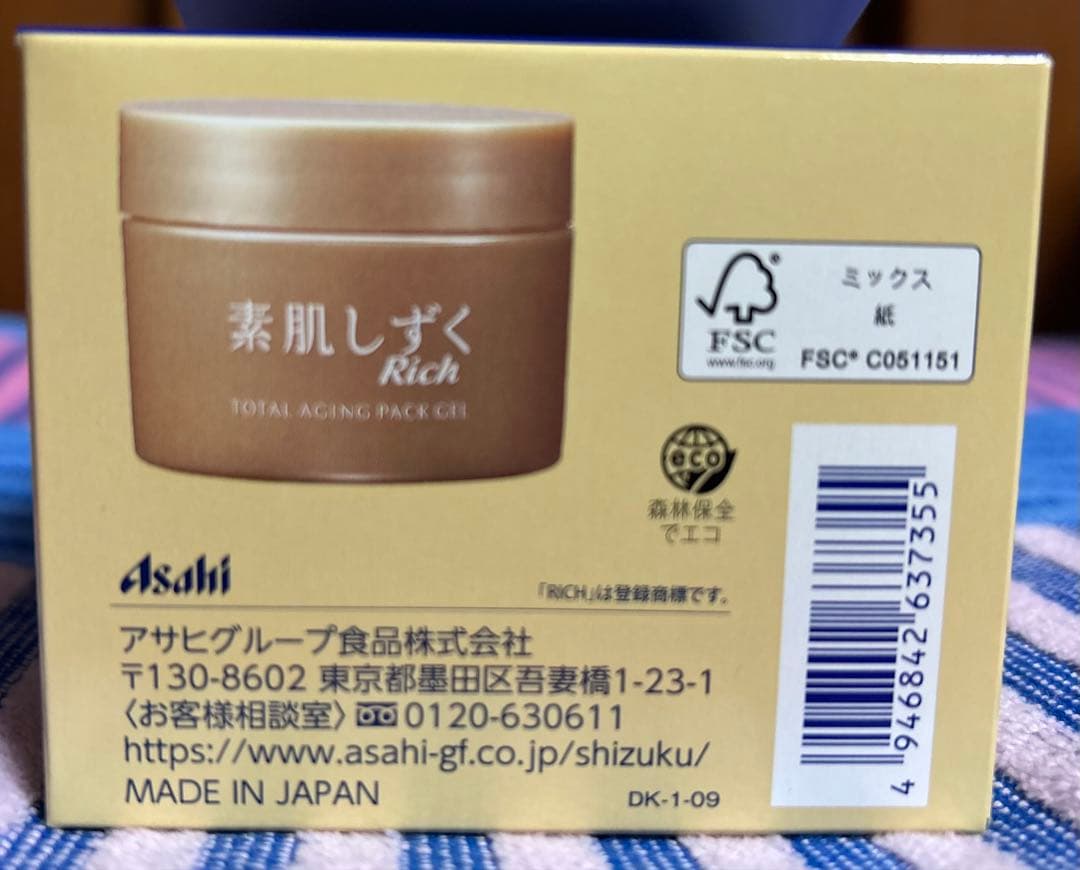 素肌しずく
Rich
TOTAL AGING PACK GEL
FSC®
www.fsc.org
ミックス
紙
FSC® C051151
eco
森林保全
でエコ
Asahi
「RICH」は登録商標です。
アサヒグループ食品株式会社
〒130-8602 東京都墨田区吾妻橋1-23-1
〈お客様相談室〉0120-630611
https://www.asahi-gf.co.jp/shizuku/
MADE IN JAPAN
DK-1-09
4 946842 637355